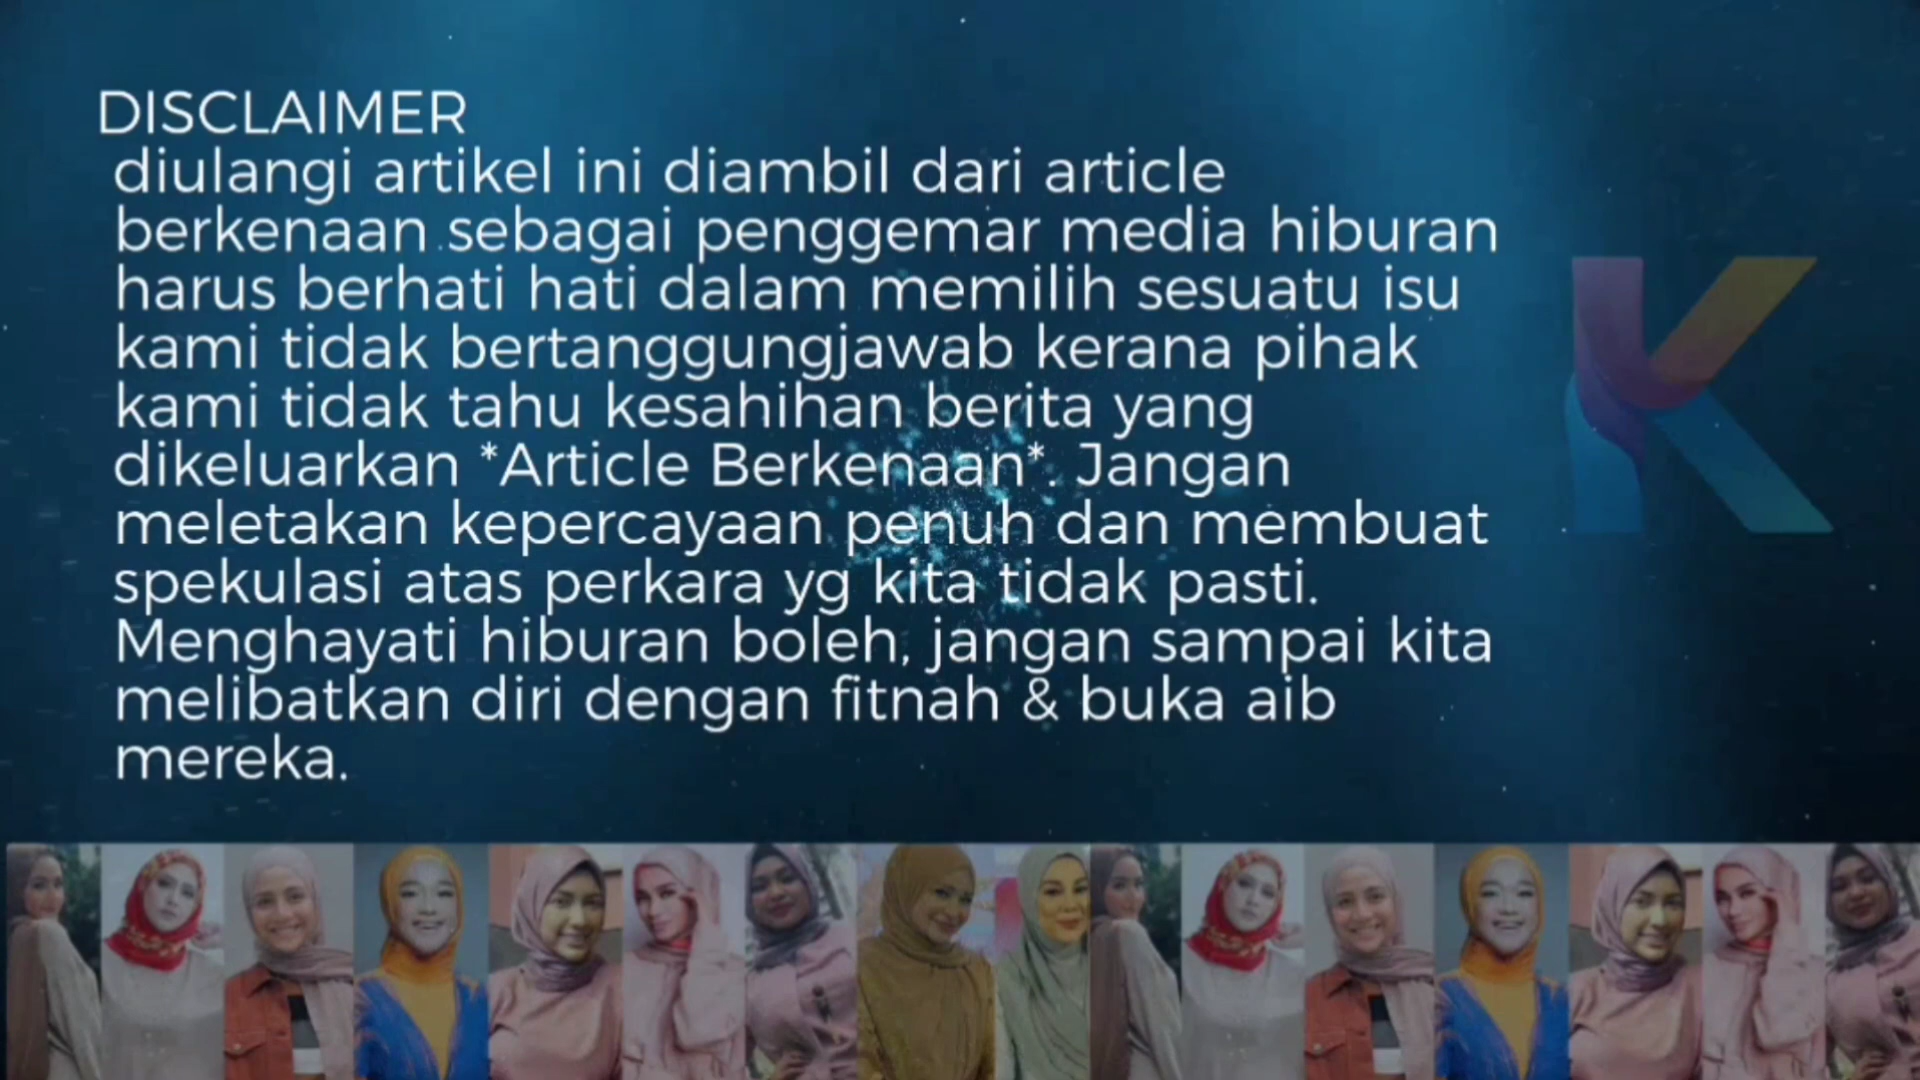 DISCLAIMER
diulangi artikel ini diambil dari article
berkenaan.sebagai penggemar media hiburan
harus berhati hati dalam memilih sesuatu isu
kami tidak bertanggungjawab kerana pihak
kami tidak tahu kesahihan berita yang
dikeluarkan *Article Berkenaan*. Jangan
meletakan kepercayaan penuh dan membuat
spekulasi atas perkara yg kita tidak pasti.
Menghayati hiburan boleh, jangan sampai kita
melibatkan diri dengan fitnah & buka aib
mereka.
K